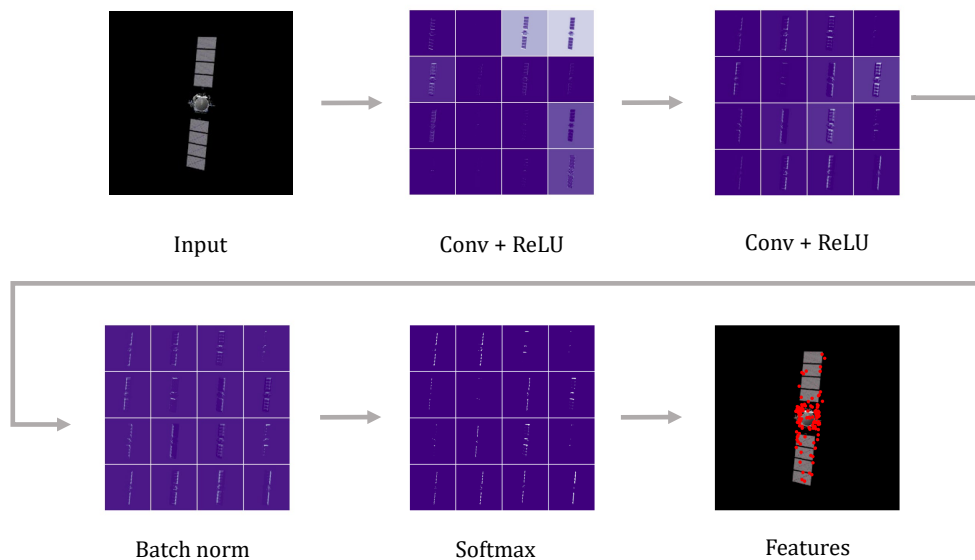 Input
Conv + ReLU
Conv + ReLU
Batch norm
Softmax
Features